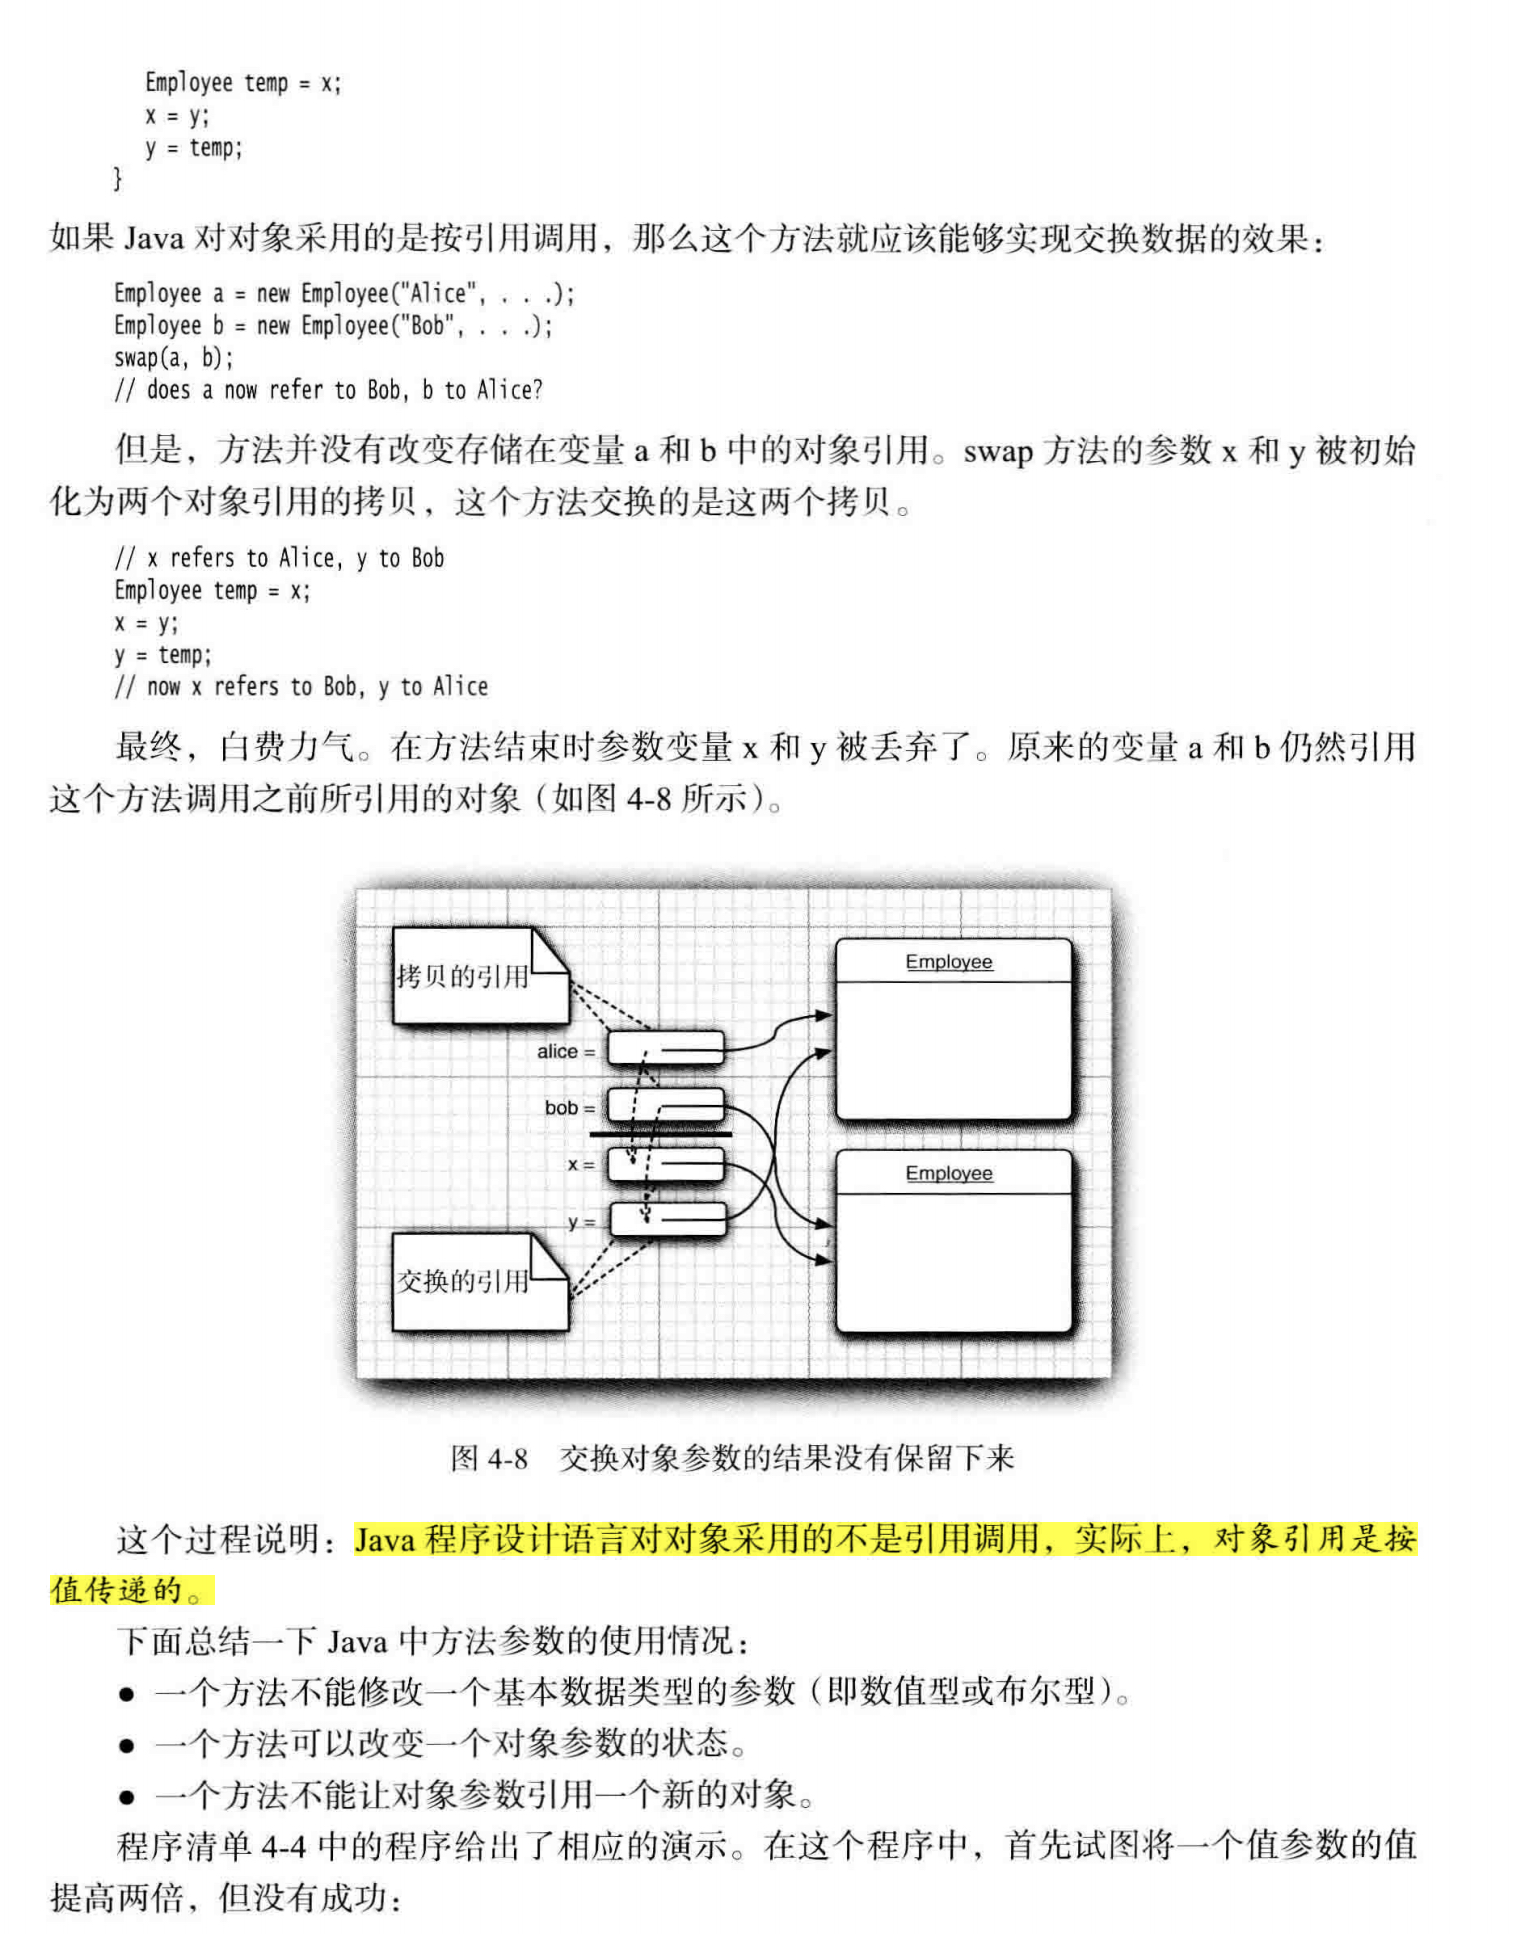 Employee temp = x;
x = y;
y = temp;
}
如果 Java 对对象采用的是按引用调用，那么这个方法就应该能够实现交换数据的效果：
Employee a = new Employee("Alice", . . .);
Employee b = new Employee("Bob", . . .);
swap(a, b);
// does a now refer to Bob, b to Alice?
但是，方法并没有改变存储在变量 a 和 b 中的对象引用。swap 方法的参数 x 和 y 被初始
化为两个对象引用的拷贝，这个方法交换的是这两个拷贝。
// x refers to Alice, y to Bob
Employee temp = x;
x = y;
y = temp;
// now x refers to Bob, y to Alice
最终，白费力气。在方法结束时参数变量 x 和 y 被丢弃了。原来的变量 a 和 b 仍然引用
这个方法调用之前所引用的对象（如图 4-8 所示）。
拷贝的引用
Employee
alice =
bob =
x =
Employee
y =
交换的引用
图 4-8 交换对象参数的结果没有保留下来
这个过程说明：Java 程序设计语言对对象采用的不是引用调用，实际上，对象引用是按
值传递的。
下面总结一下 Java 中方法参数的使用情况：
● 一个方法不能修改一个基本数据类型的参数（即数值型或布尔型）。
● 一个方法可以改变一个对象参数的状态。
● 一个方法不能让对象参数引用一个新的对象。
程序清单 4-4 中的程序给出了相应的演示。在这个程序中，首先试图将一个值参数的值
提高两倍，但没有成功：